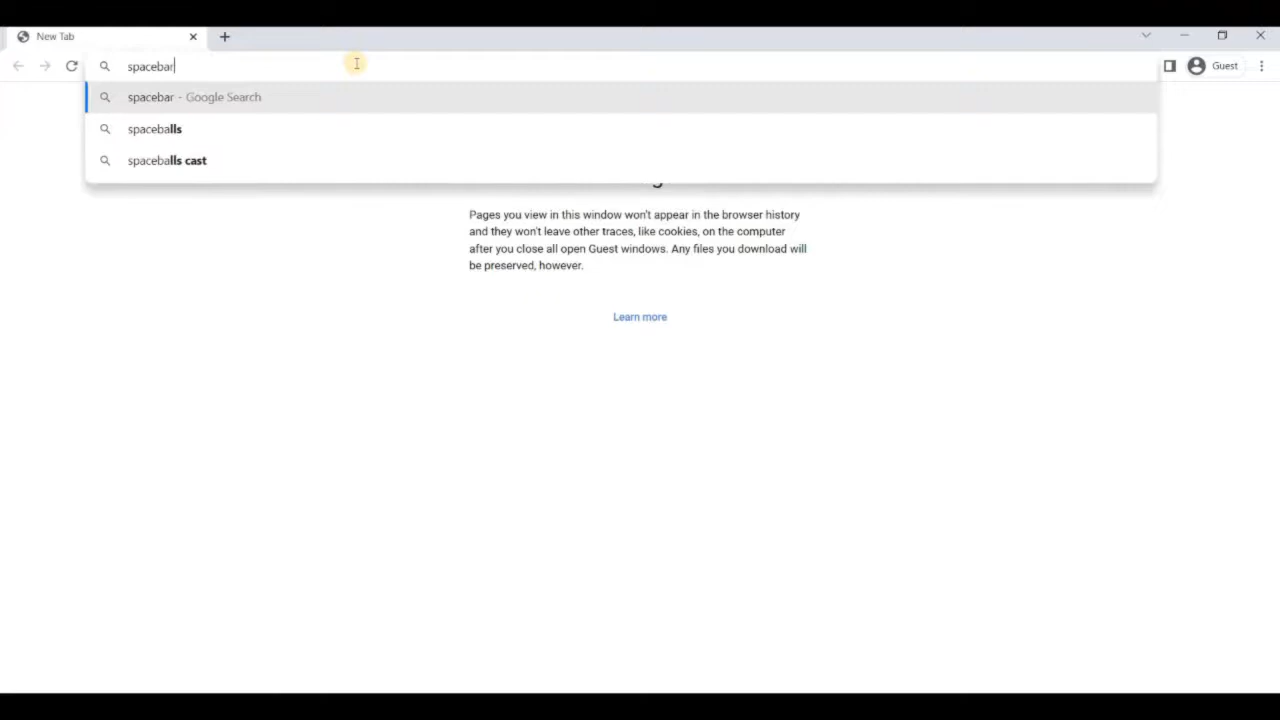 New Tab
spacebar
Guest
spacebar - Google Search
spaceballs
spaceballs cast
Pages you view in this window won't appear in the browser history
and they won't leave other traces, like cookies, on the computer
after you close all open Guest windows. Any files you download will
be preserved, however.
Learn more